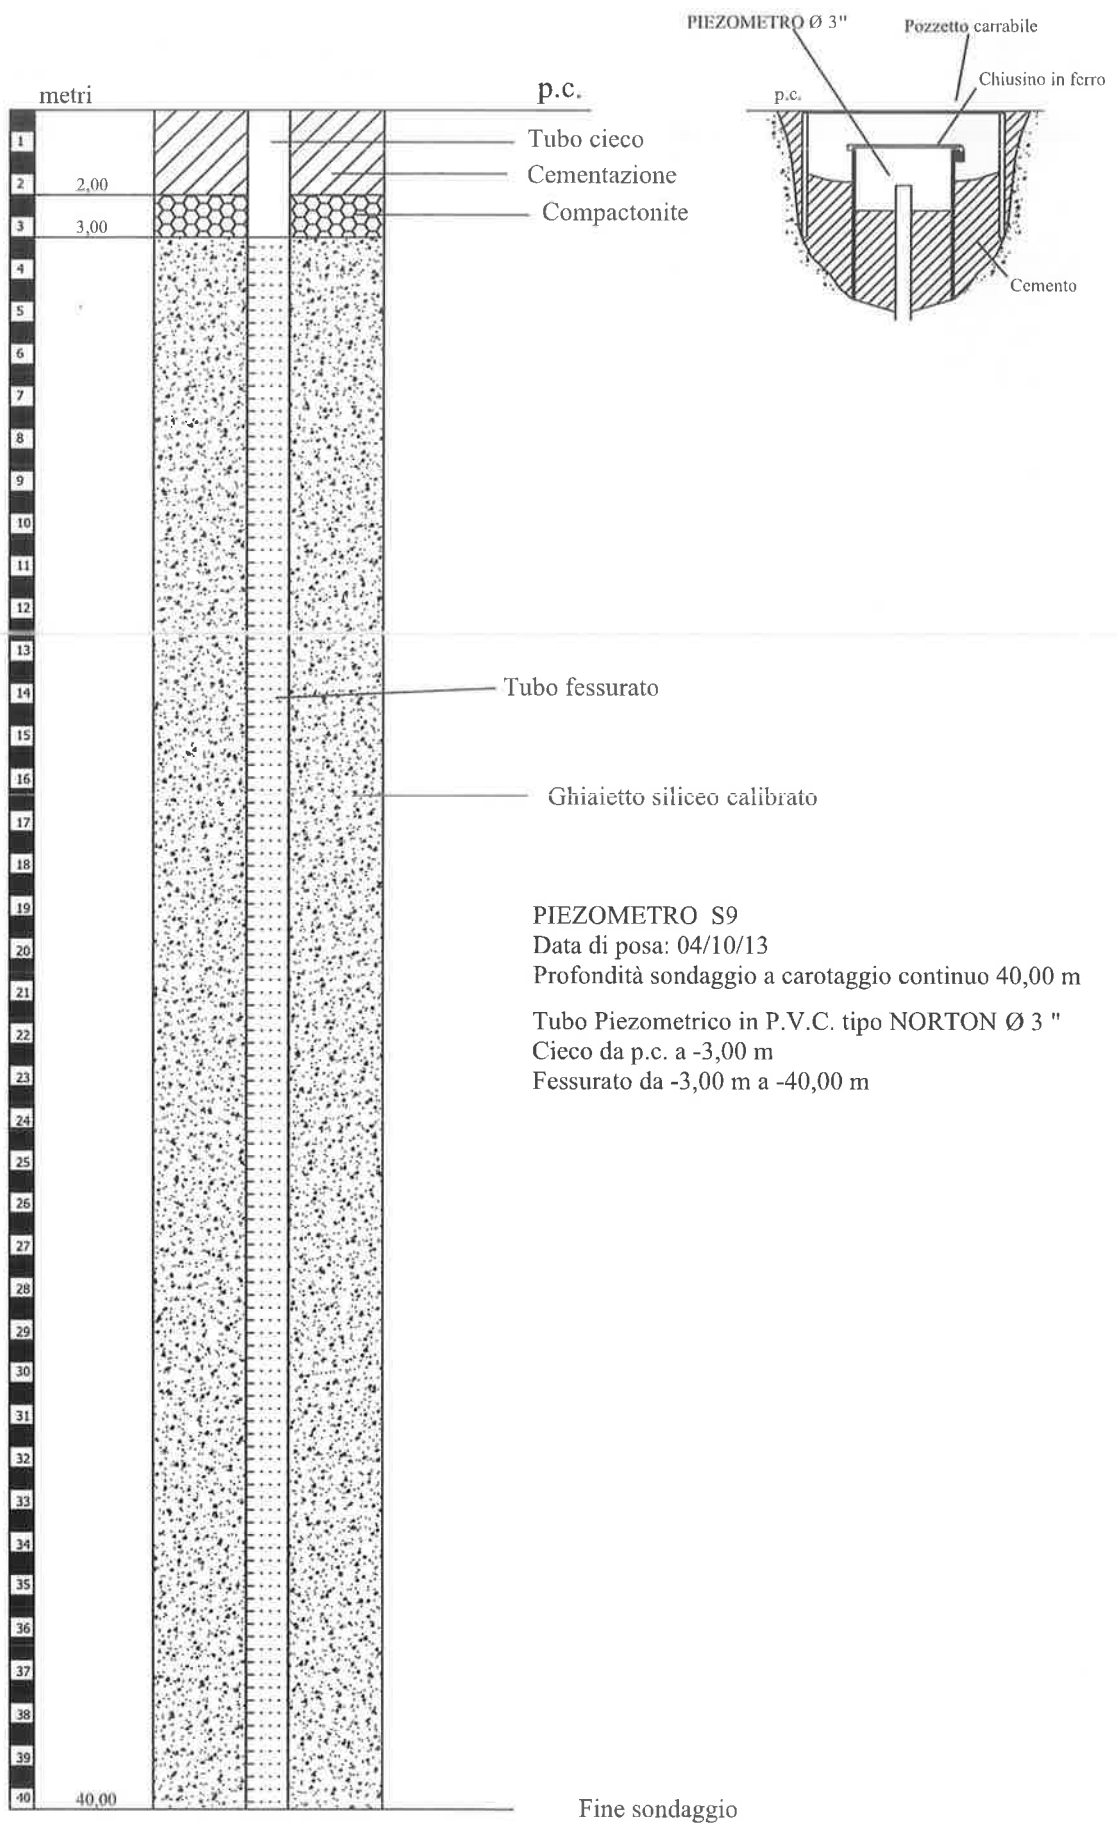 PIEZOMETRO Ø 3"
Pozzetto carrabile
Chiusino in ferro
p.c.
Cemento
metri
p.c.
Tubo cieco
Cementazione
Compactonite
2,00
3,00
1
2
3
4
5
6
7
8
9
10
11
12
13
14
15
16
17
18
19
20
21
22
23
24
25
26
27
28
29
30
31
32
33
34
35
36
37
38
39
40
Tubo fessurato
Ghiaietto siliceo calibrato
PIEZOMETRO S9
Data di posa: 04/10/13
Profondità sondaggio a carotaggio continuo 40,00 m
Tubo Piezometrico in P.V.C. tipo NORTON Ø 3 "
Cieco da p.c. a -3,00 m
Fessurato da -3,00 m a -40,00 m
40,00
Fine sondaggio